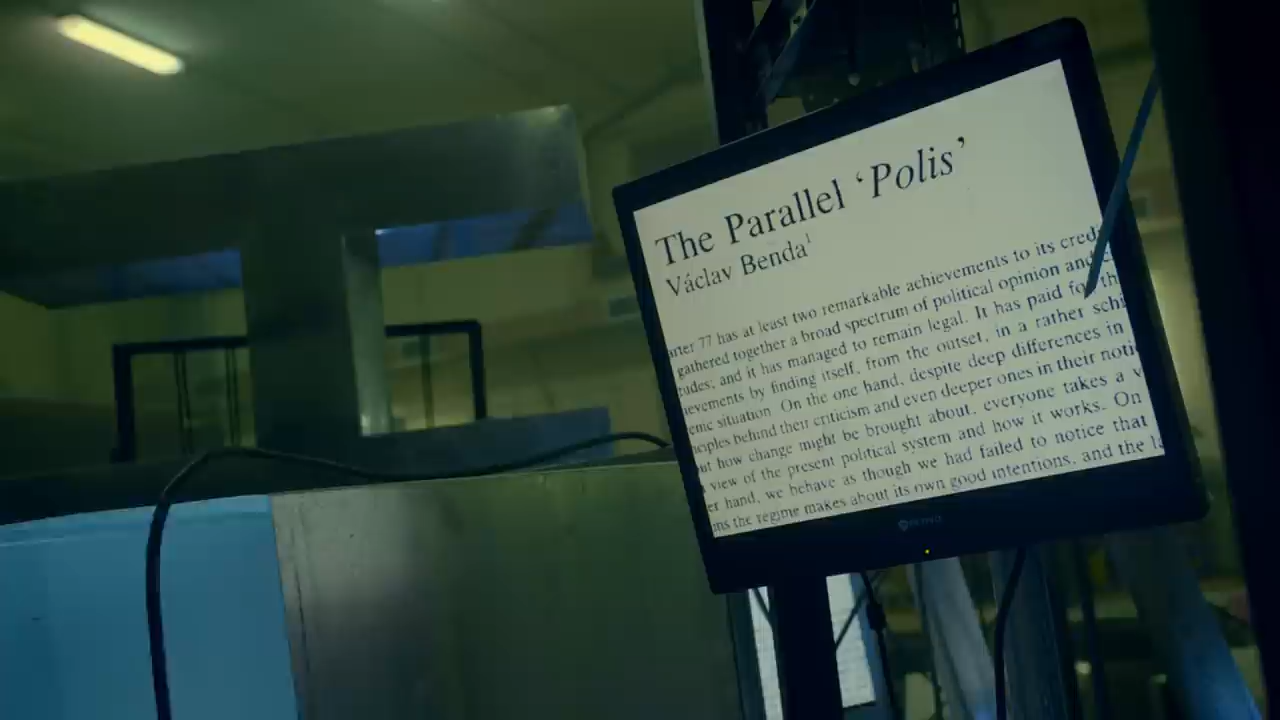 The Parallel ‘Polis’
Václav Benda¹
arter 77 has at least two remarkable achievements to its cred
gathered together a broad spectrum of political opinion and c
udes; and it has managed to remain legal. It has paid for th
ievements by finding itself, from the outset, in a rather schi
emic situation. On the one hand, despite deep differences in
nciples behind their criticism and even deeper ones in their noti
ut how change might be brought about, everyone takes a v
view of the present political system and how it works. On
er hand, we behave as though we had failed to notice that
ms the regime makes about its own good intentions, and the la